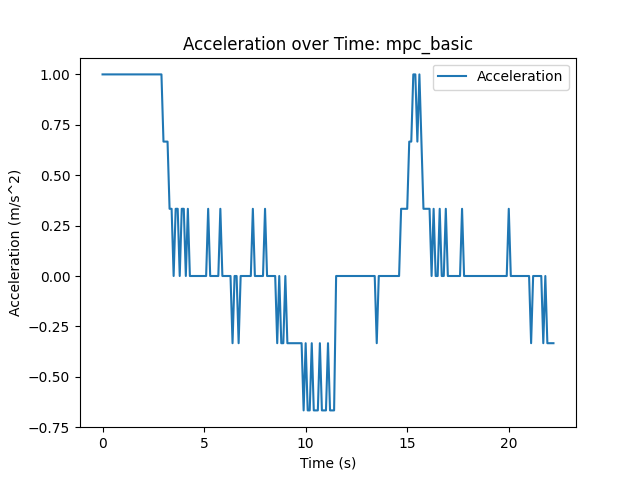 Acceleration over Time: mpc_basic
Acceleration
1.00
0.75
0.50
0.25
0.00
−0.25
−0.50
−0.75
Acceleration (m/s^2)
0 5 10 15 20
Time (s)